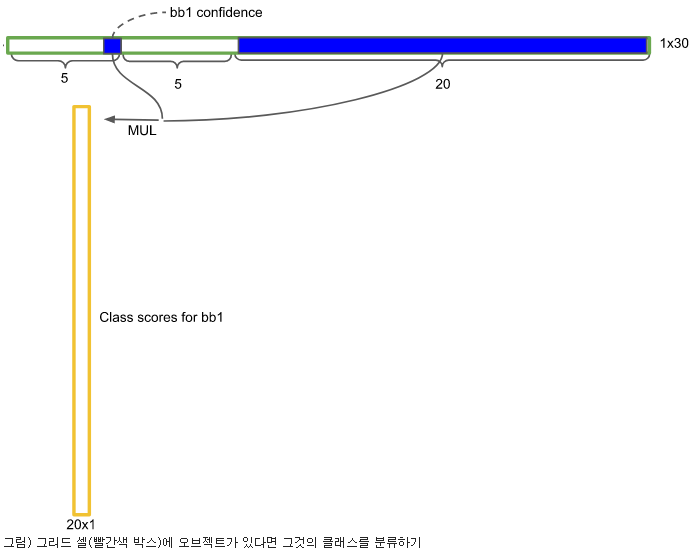 bb1 confidence
1x30
5
5
20
MUL
Class scores for bb1
20x1
그림) 그리드 셀(빨간색 박스)에 오브젝트가 있다면 그것의 클래스를 분류하기